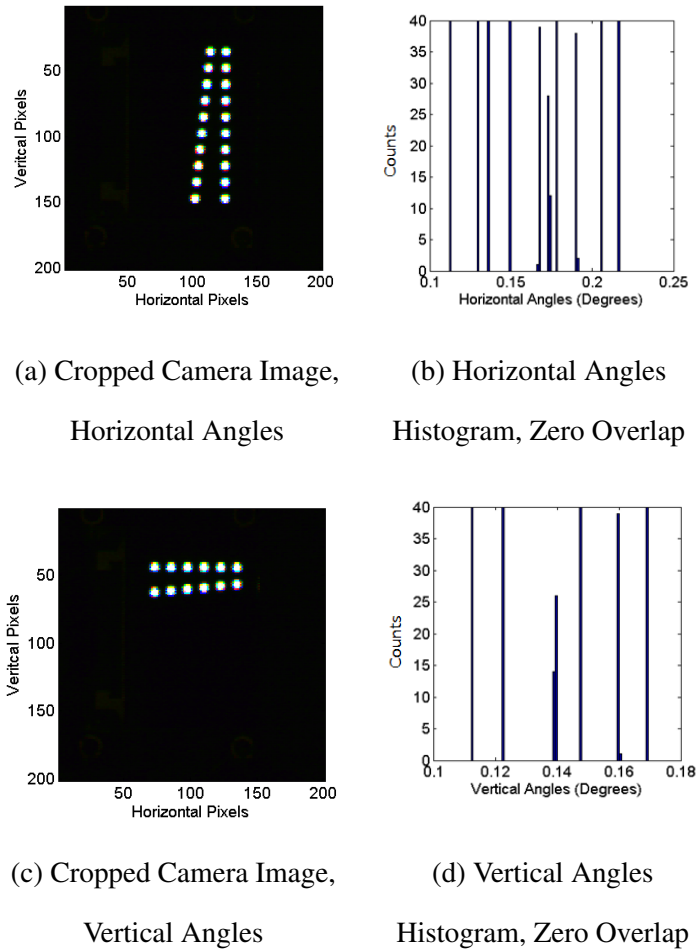 50
100
150
200
50
100
150
200
Veritcal Pixels
Horizontal Pixels
40
35
30
25
20
15
10
5
0
0.1
0.15
0.2
0.25
Counts
Horizontal Angles (Degrees)
(a) Cropped Camera Image,
Horizontal Angles
(b) Horizontal Angles
Histogram, Zero Overlap
50
100
150
200
50
100
150
200
Veritcal Pixels
Horizontal Pixels
40
35
30
25
20
15
10
5
0
0.1
0.12
0.14
0.16
0.18
Counts
Vertical Angles (Degrees)
(c) Cropped Camera Image,
Vertical Angles
(d) Vertical Angles
Histogram, Zero Overlap